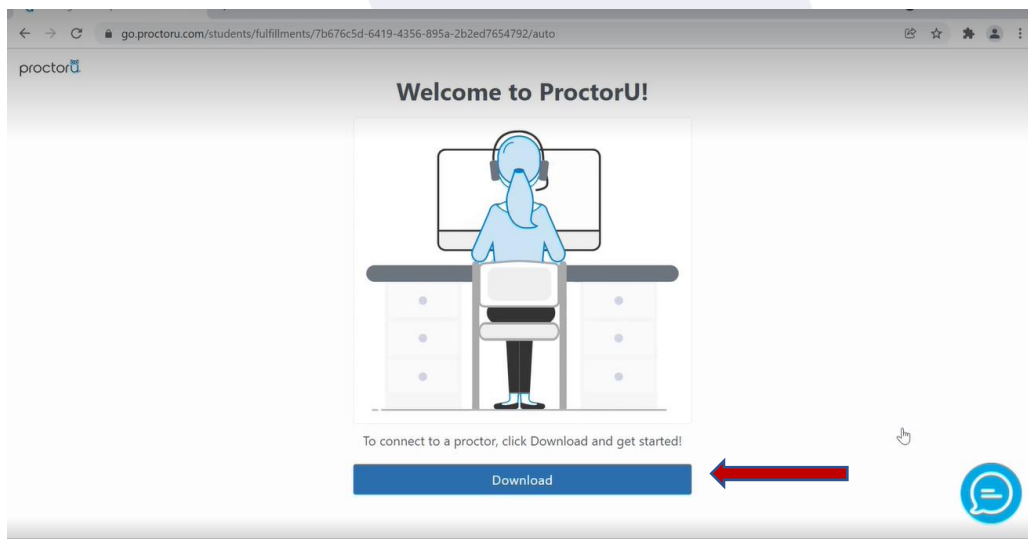 go.proctoru.com/students/fulfillments/7b676c5d-6419-4356-895a-2b2ed7654792/auto
proctorU
Welcome to ProctorU!
To connect to a proctor, click Download and get started!
Download